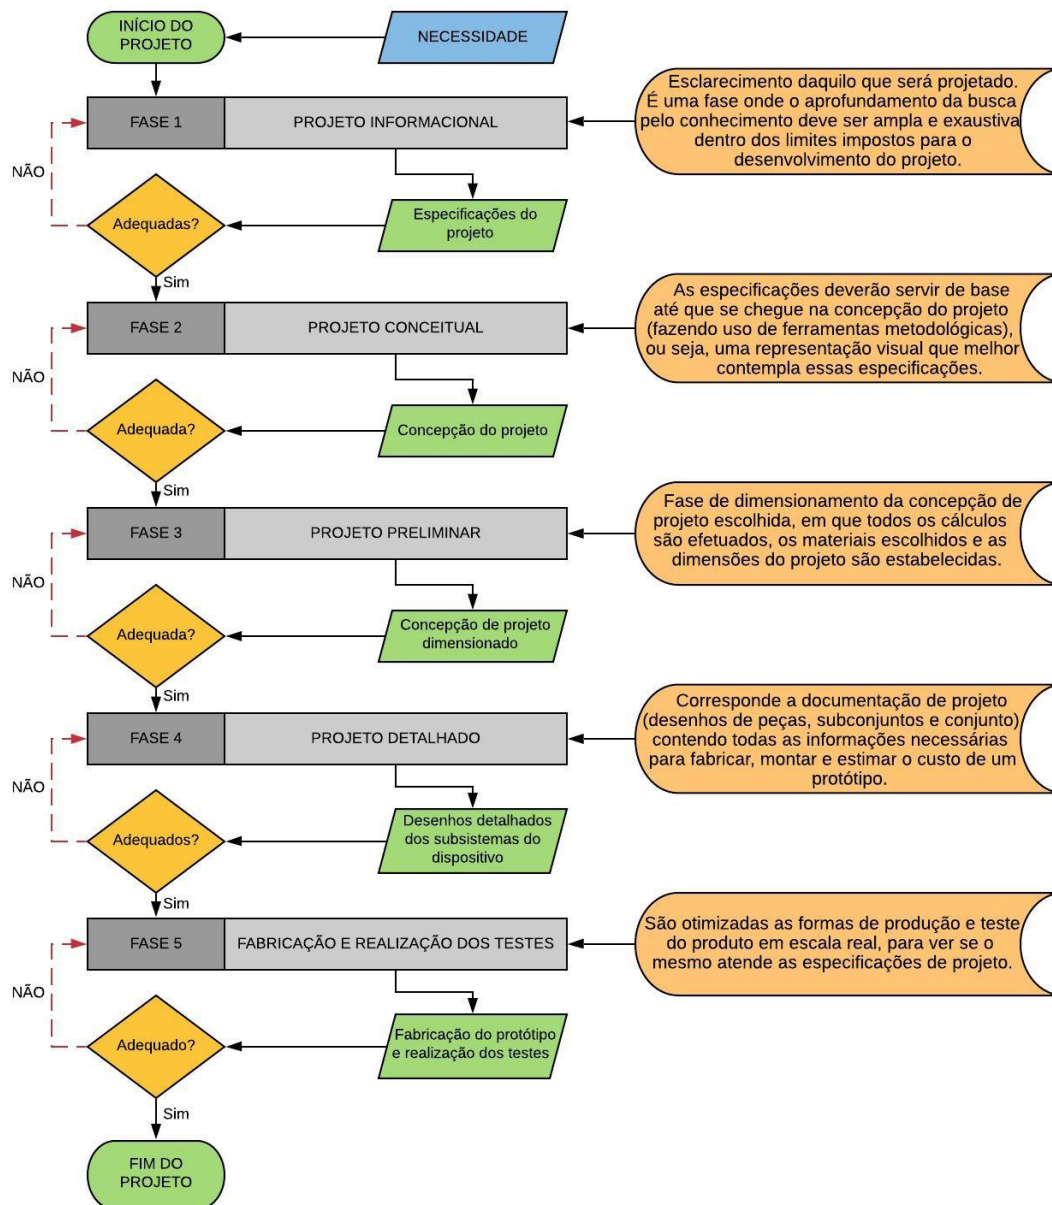 INÍCIO DO
PROJETO
NECESSIDADE
FASE 1
PROJETO INFORMACIONAL
Esclarecimento daquilo que será projetado.
É uma fase onde o aprofundamento da busca
pelo conhecimento deve ser ampla e exaustiva
dentro dos limites impostos para o
desenvolvimento do projeto.
NÃO
Adequadas?
Especificações do
projeto
Sim
FASE 2
PROJETO CONCEITUAL
As especificações deverão servir de base
até que se chegue na concepção do projeto
(fazendo uso de ferramentas metodológicas),
ou seja, uma representação visual que melhor
contempla essas especificações.
NÃO
Adequada?
Concepção do projeto
Sim
FASE 3
PROJETO PRELIMINAR
Fase de dimensionamento da concepção de
projeto escolhida, em que todos os cálculos
são efetuados, os materiais escolhidos e as
dimensões do projeto são estabelecidas.
NÃO
Adequada?
Concepção de projeto
dimensionado
Sim
FASE 4
PROJETO DETALHADO
Corresponde a documentação de projeto
(desenhos de peças, subconjuntos e conjunto)
contendo todas as informações necessárias
para fabricar, montar e estimar o custo de um
protótipo.
NÃO
Adequados?
Desenhos detalhados
dos subsistemas do
dispositivo
Sim
FASE 5
FABRICAÇÃO E REALIZAÇÃO DOS TESTES
São otimizadas as formas de produção e teste
do produto em escala real, para ver se o
mesmo atende as especificações de projeto.
NÃO
Adequado?
Fabricação do protótipo
e realização dos testes
Sim
FIM DO
PROJETO